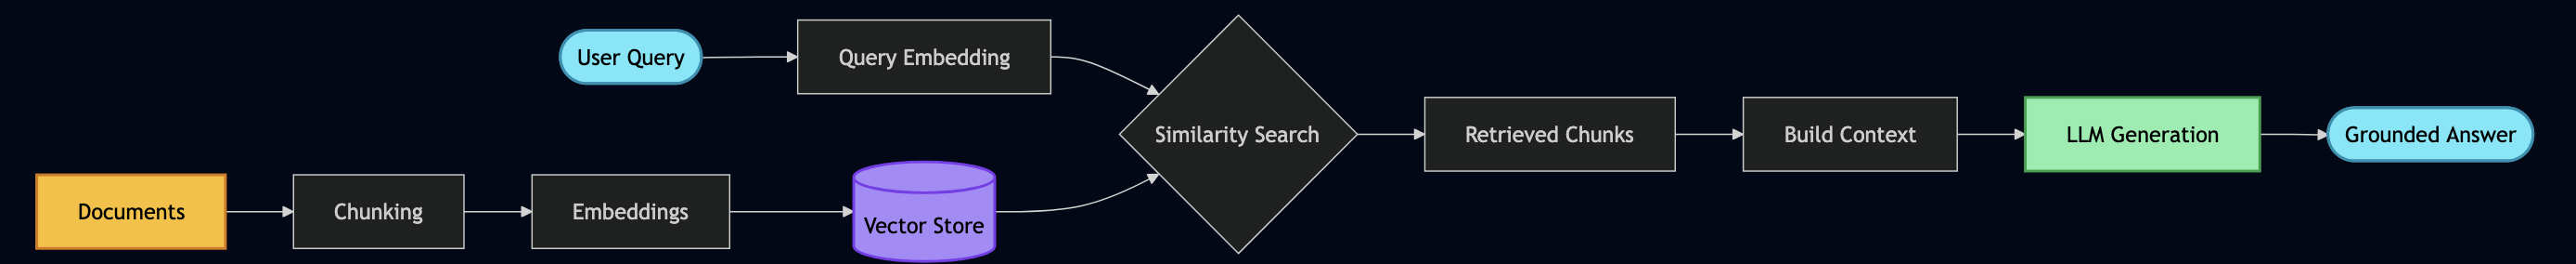 User Query
Query Embedding
Documents
Chunking
Embeddings
Vector Store
Similarity Search
Retrieved Chunks
Build Context
LLM Generation
Grounded Answer